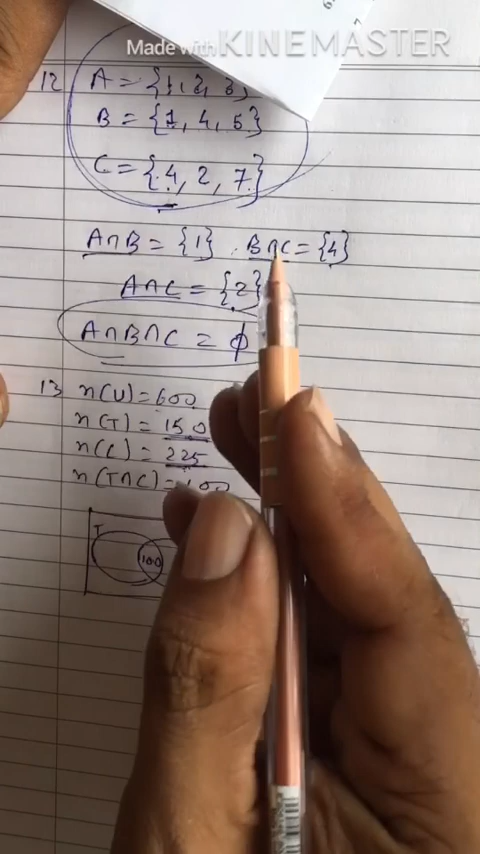 Made with KINEMASTER
12 A = {1, 2, 3}
B = {1, 4, 5}
C = {4, 2, 7}
A∩B = {1} . B∩C = {4}
A∩C = {2}
A∩B∩C = ϕ
13 n(U) = 600
n(T) = 150
n(C) = 225
n(T∩C) = 100
T
100